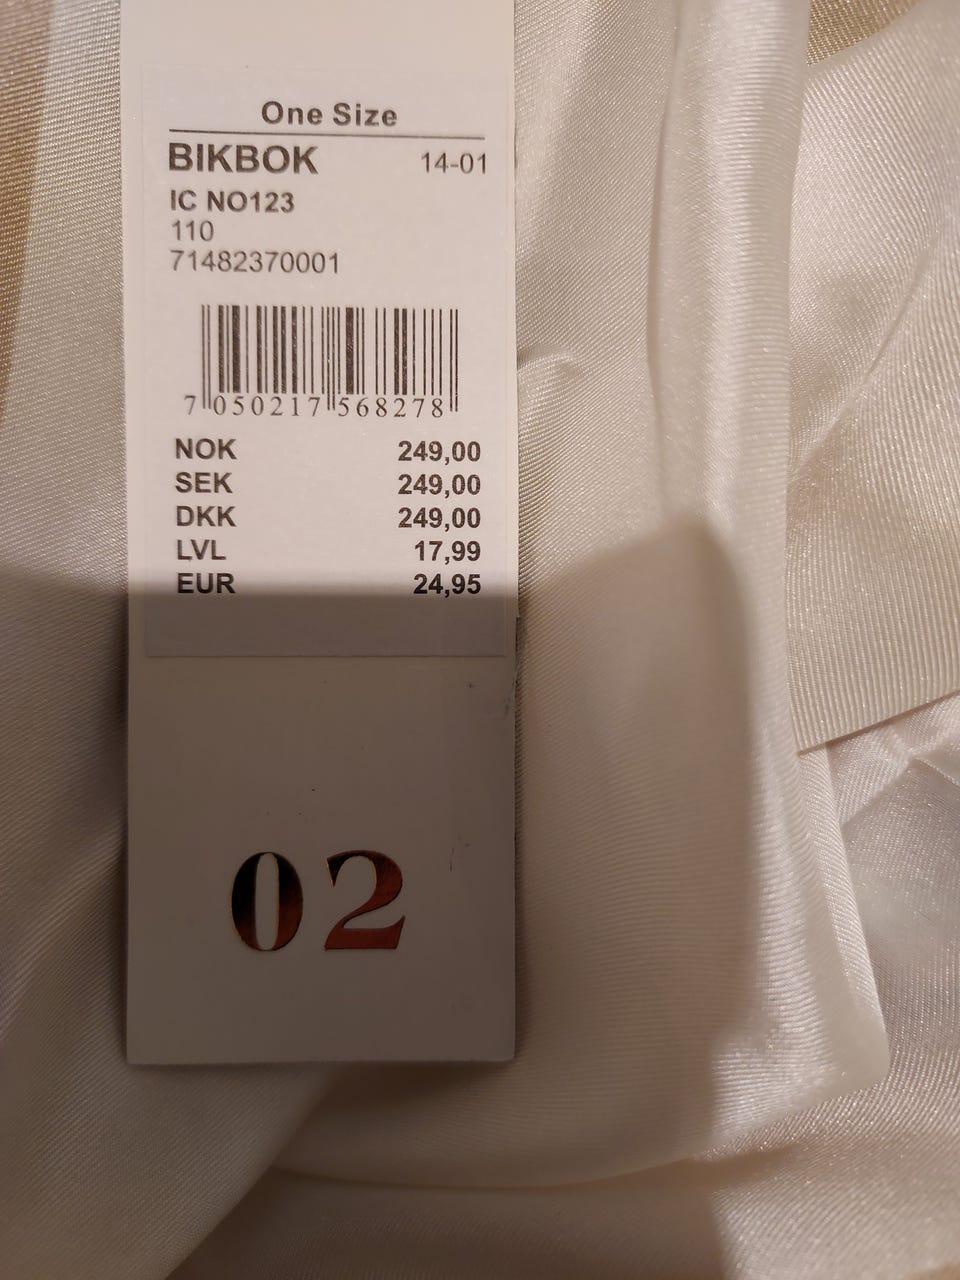 One Size
BIKBOK 14-01
IC NO123
110
71482370001
7 050217 568278
NOK 249,00
SEK 249,00
DKK 249,00
LVL 17,99
EUR 24,95
02